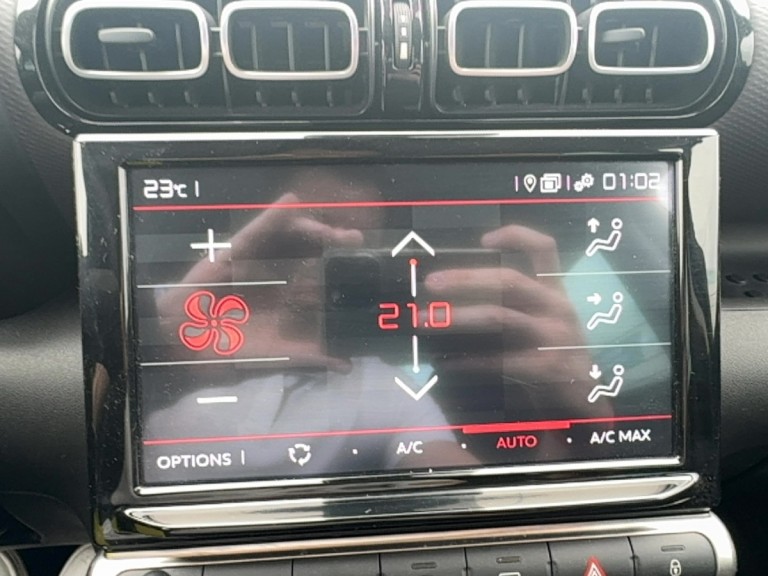 23°C 01:02
21.0
OPTIONS A/C AUTO A/C MAX